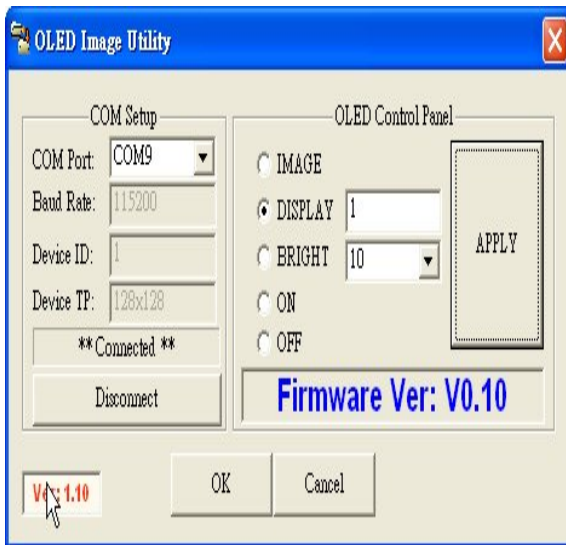 OLED Image Utility
COM Setup
COM Port: COM9
Baud Rate: 115200
Device ID: 1
Device TP: 128x128
** Connected **
Disconnect
OLED Control Panel
IMAGE
DISPLAY 1
BRIGHT 10
ON
OFF
APPLY
Firmware Ver: V0.10
Ver: 1.10
OK
Cancel